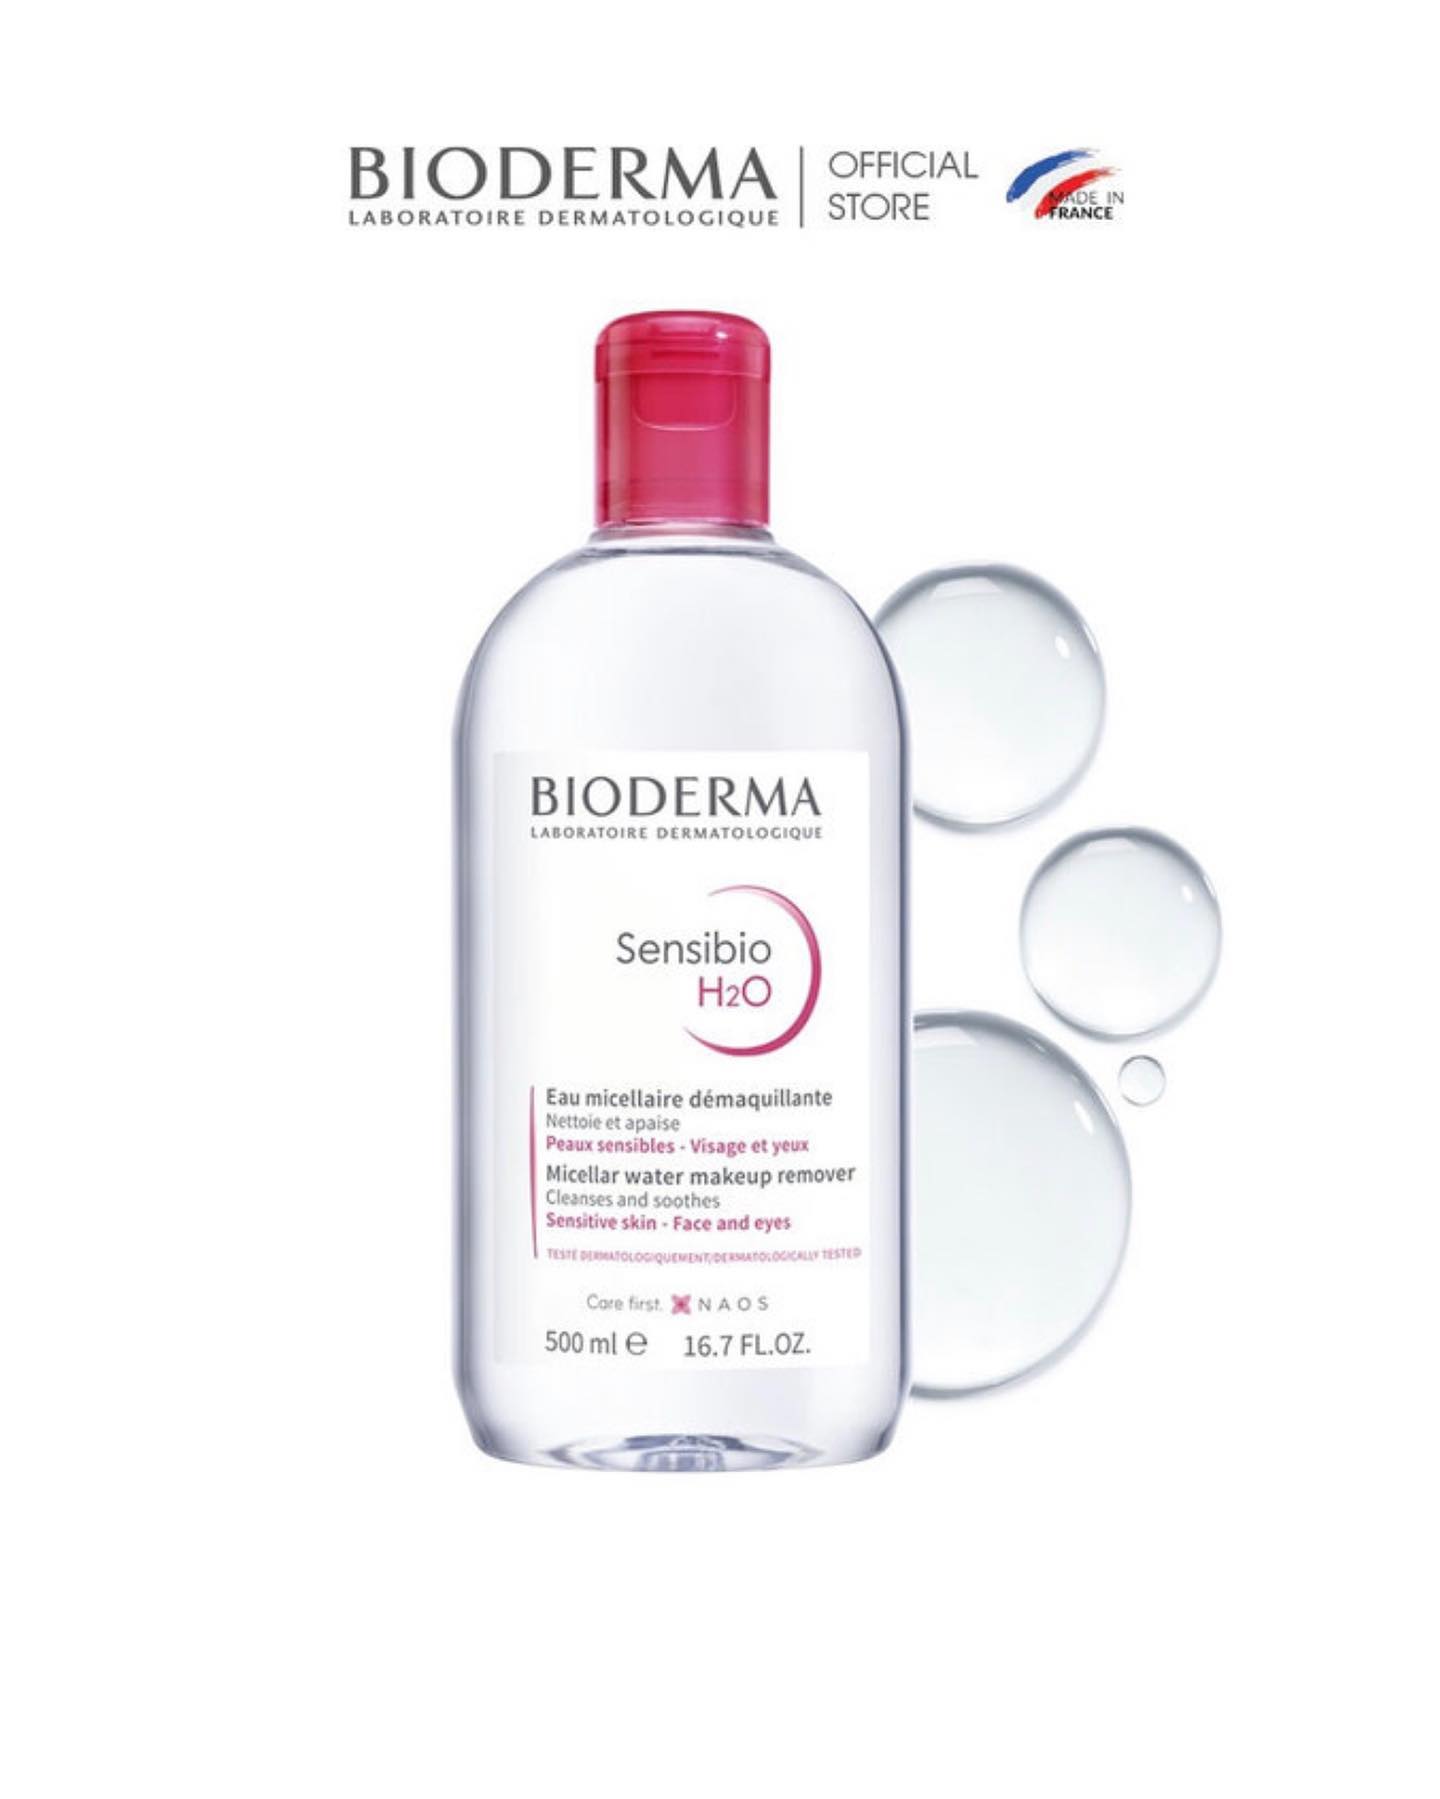 BIODERMA
LABORATOIRE DERMATOLOGIQUE
OFFICIAL
STORE
MADE IN
FRANCE
BIODERMA
LABORATOIRE DERMATOLOGIQUE
Sensibio
H2O
Eau micellaire démaquillante
Nettoie et apaise
Peaux sensibles - Visage et yeux
Micellar water makeup remover
Cleanses and soothes
Sensitive skin - Face and eyes
TESTÉ DERMATOLOGIQUEMENT/DERMATOLOGICALLY TESTED
Care first. NAOS
500 ml ℮ 16.7 FL.OZ.